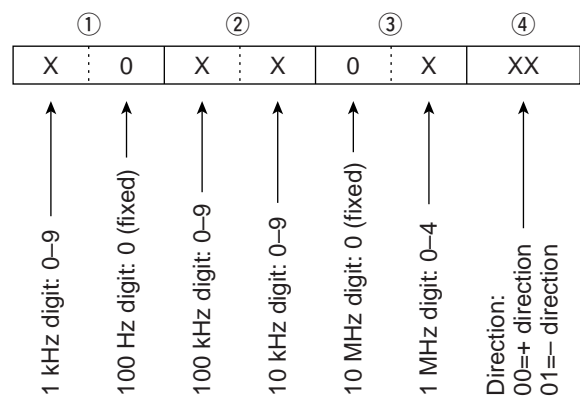 ① ② ③ ④
X 0 X X 0 X XX
1 kHz digit: 0–9
100 Hz digit: 0 (fixed)
100 kHz digit: 0–9
10 kHz digit: 0–9
10 MHz digit: 0 (fixed)
1 MHz digit: 0–4
Direction:
00=+ direction
01=– direction